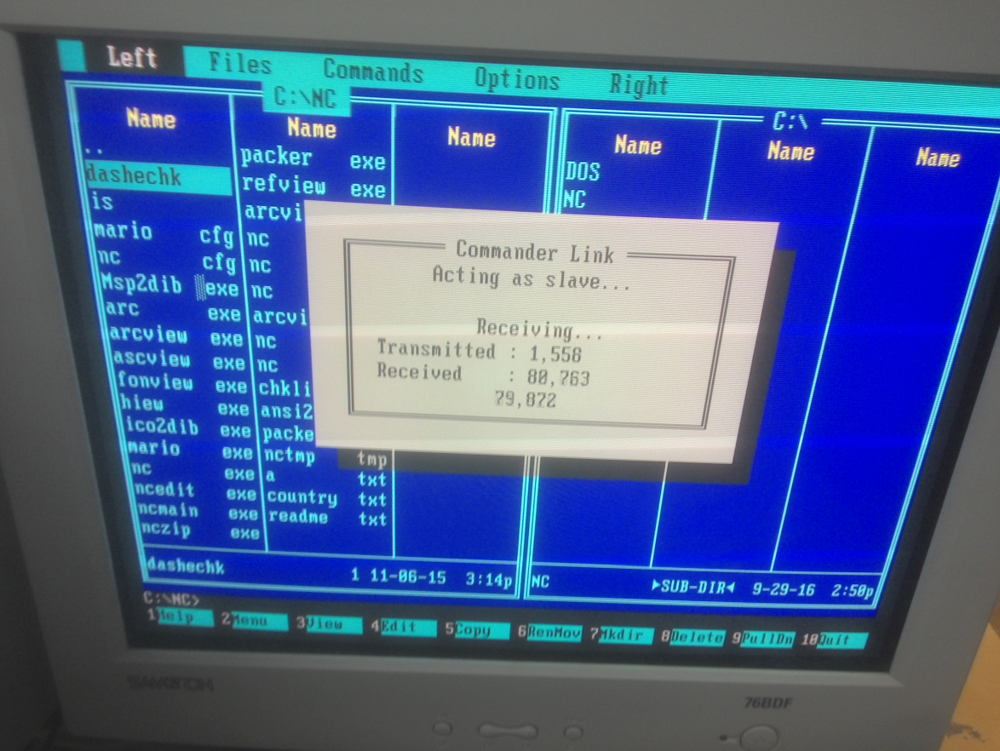 Left Files Commands Options Right
C:\NC C:\
Name Name Name Name Name Name
.. packer exe DOS
dashechk refview exe NC
is arcvi
mario cfg nc
nc cfg nc
Msp2dib exe nc
arc exe arcvi
arcview exe nc
ascview exe nc
fonview exe chkli
hiew exe ansi2
ico2dib exe packe
mario exe nctmp tmp
nc exe a txt
ncedit exe country txt
ncmain exe readme txt
nczip exe
Commander Link
Acting as slave...
Receiving...
Transmitted : 1,558
Received : 80,763
79,872
dashechk 1 11-06-15 3:14p NC ►SUB-DIR◄ 9-29-16 2:50p
C:\NC>
1Help 2Menu 3View 4Edit 5Copy 6RenMov 7Mkdir 8Delete 9PullDn 10Quit
76BDF